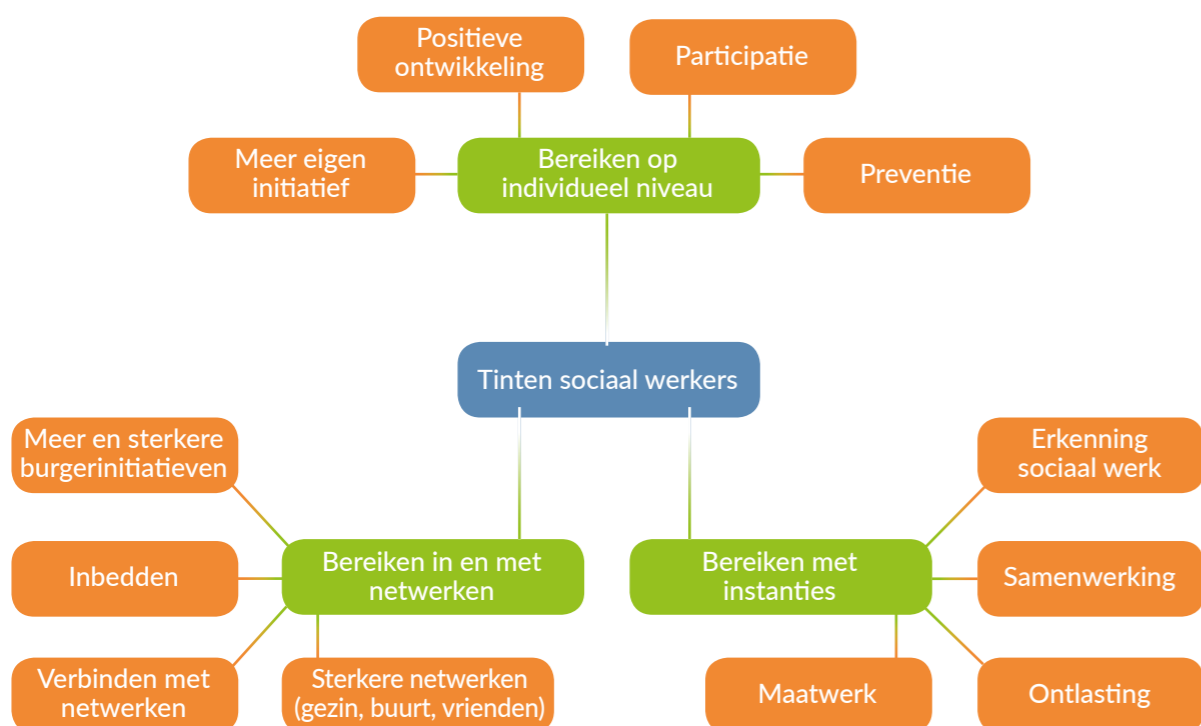 Positieve
ontwikkeling
Participatie
Meer eigen
initiatief
Bereiken op
individueel niveau
Preventie
Tinten sociaal werkers
Meer en sterkere
burgerinitiatieven
Erkenning
sociaal werk
Inbedden
Bereiken in en met
netwerken
Bereiken met
instanties
Samenwerking
Verbinden met
netwerken
Sterkere netwerken
(gezin, buurt, vrienden)
Maatwerk
Ontlasting